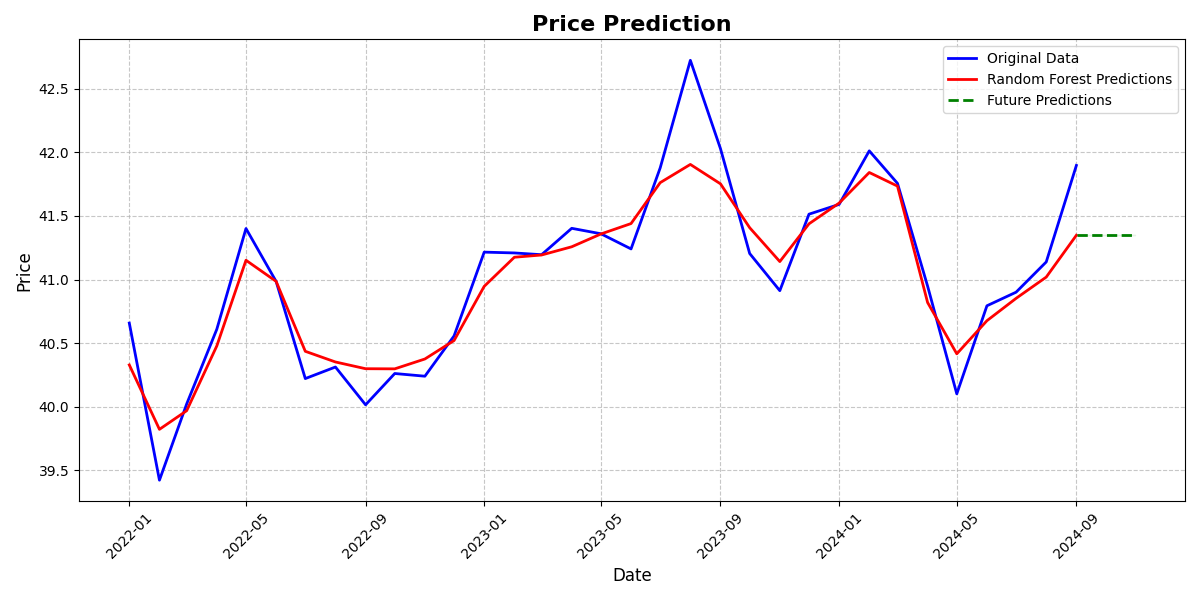 Price Prediction
Original Data
Random Forest Predictions
Future Predictions
Price
42.5
42.0
41.5
41.0
40.5
40.0
39.5
2022-01
2022-05
2022-09
2023-01
2023-05
2023-09
2024-01
2024-05
2024-09
Date